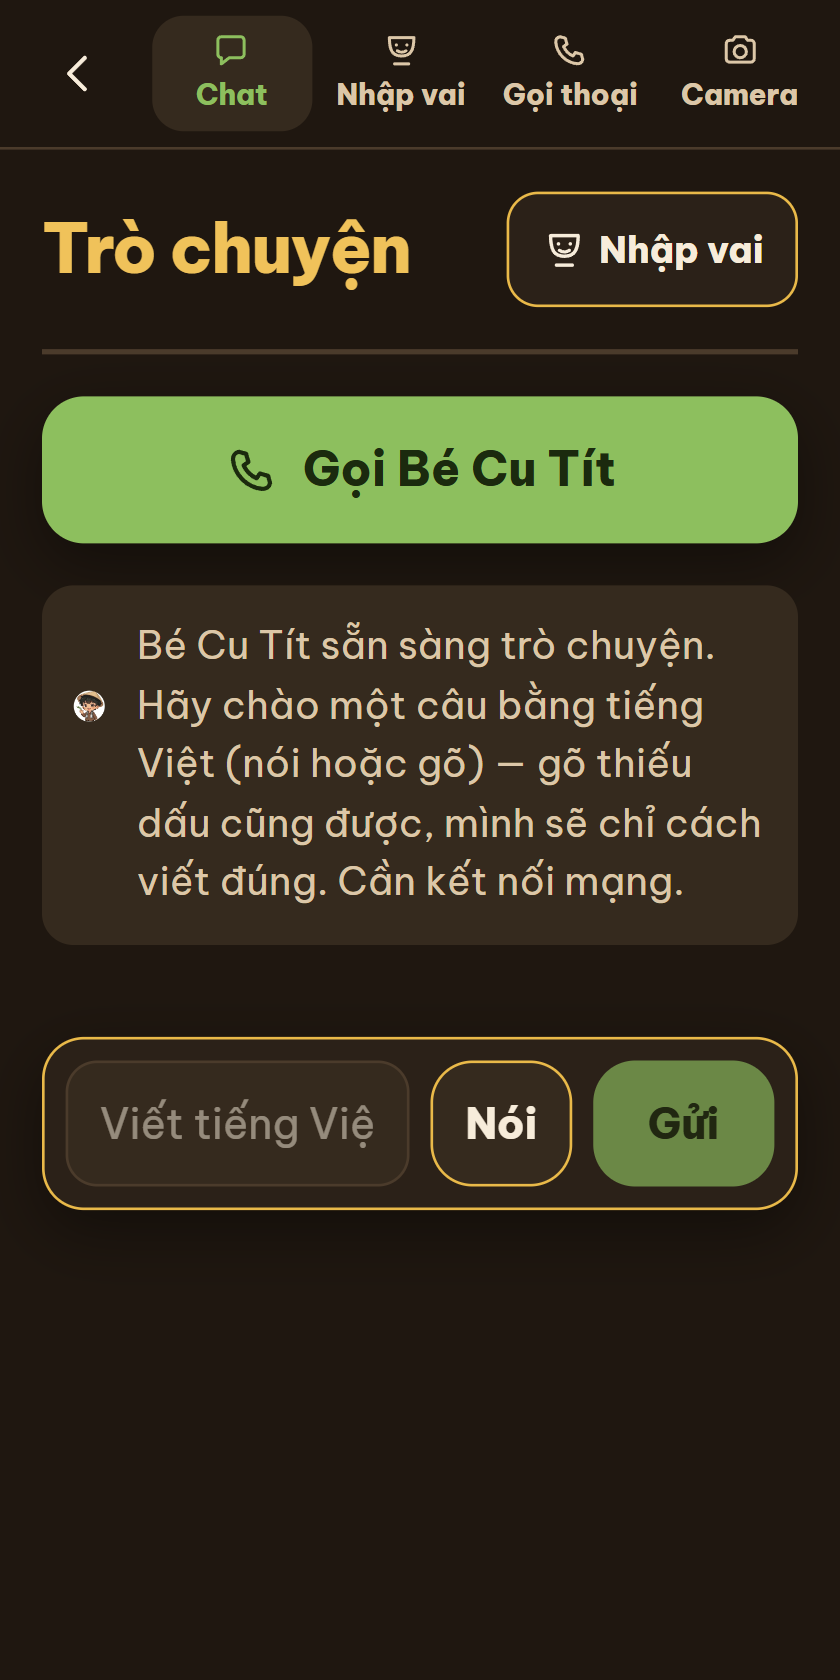 Chat
Nhập vai
Gọi thoại
Camera
Trò chuyện
Nhập vai
Gọi Bé Cu Tít
Bé Cu Tít sẵn sàng trò chuyện.
Hãy chào một câu bằng tiếng
Việt (nói hoặc gõ) — gõ thiếu
dấu cũng được, mình sẽ chỉ cách
viết đúng. Cần kết nối mạng.
Viết tiếng Việ
Nói
Gửi